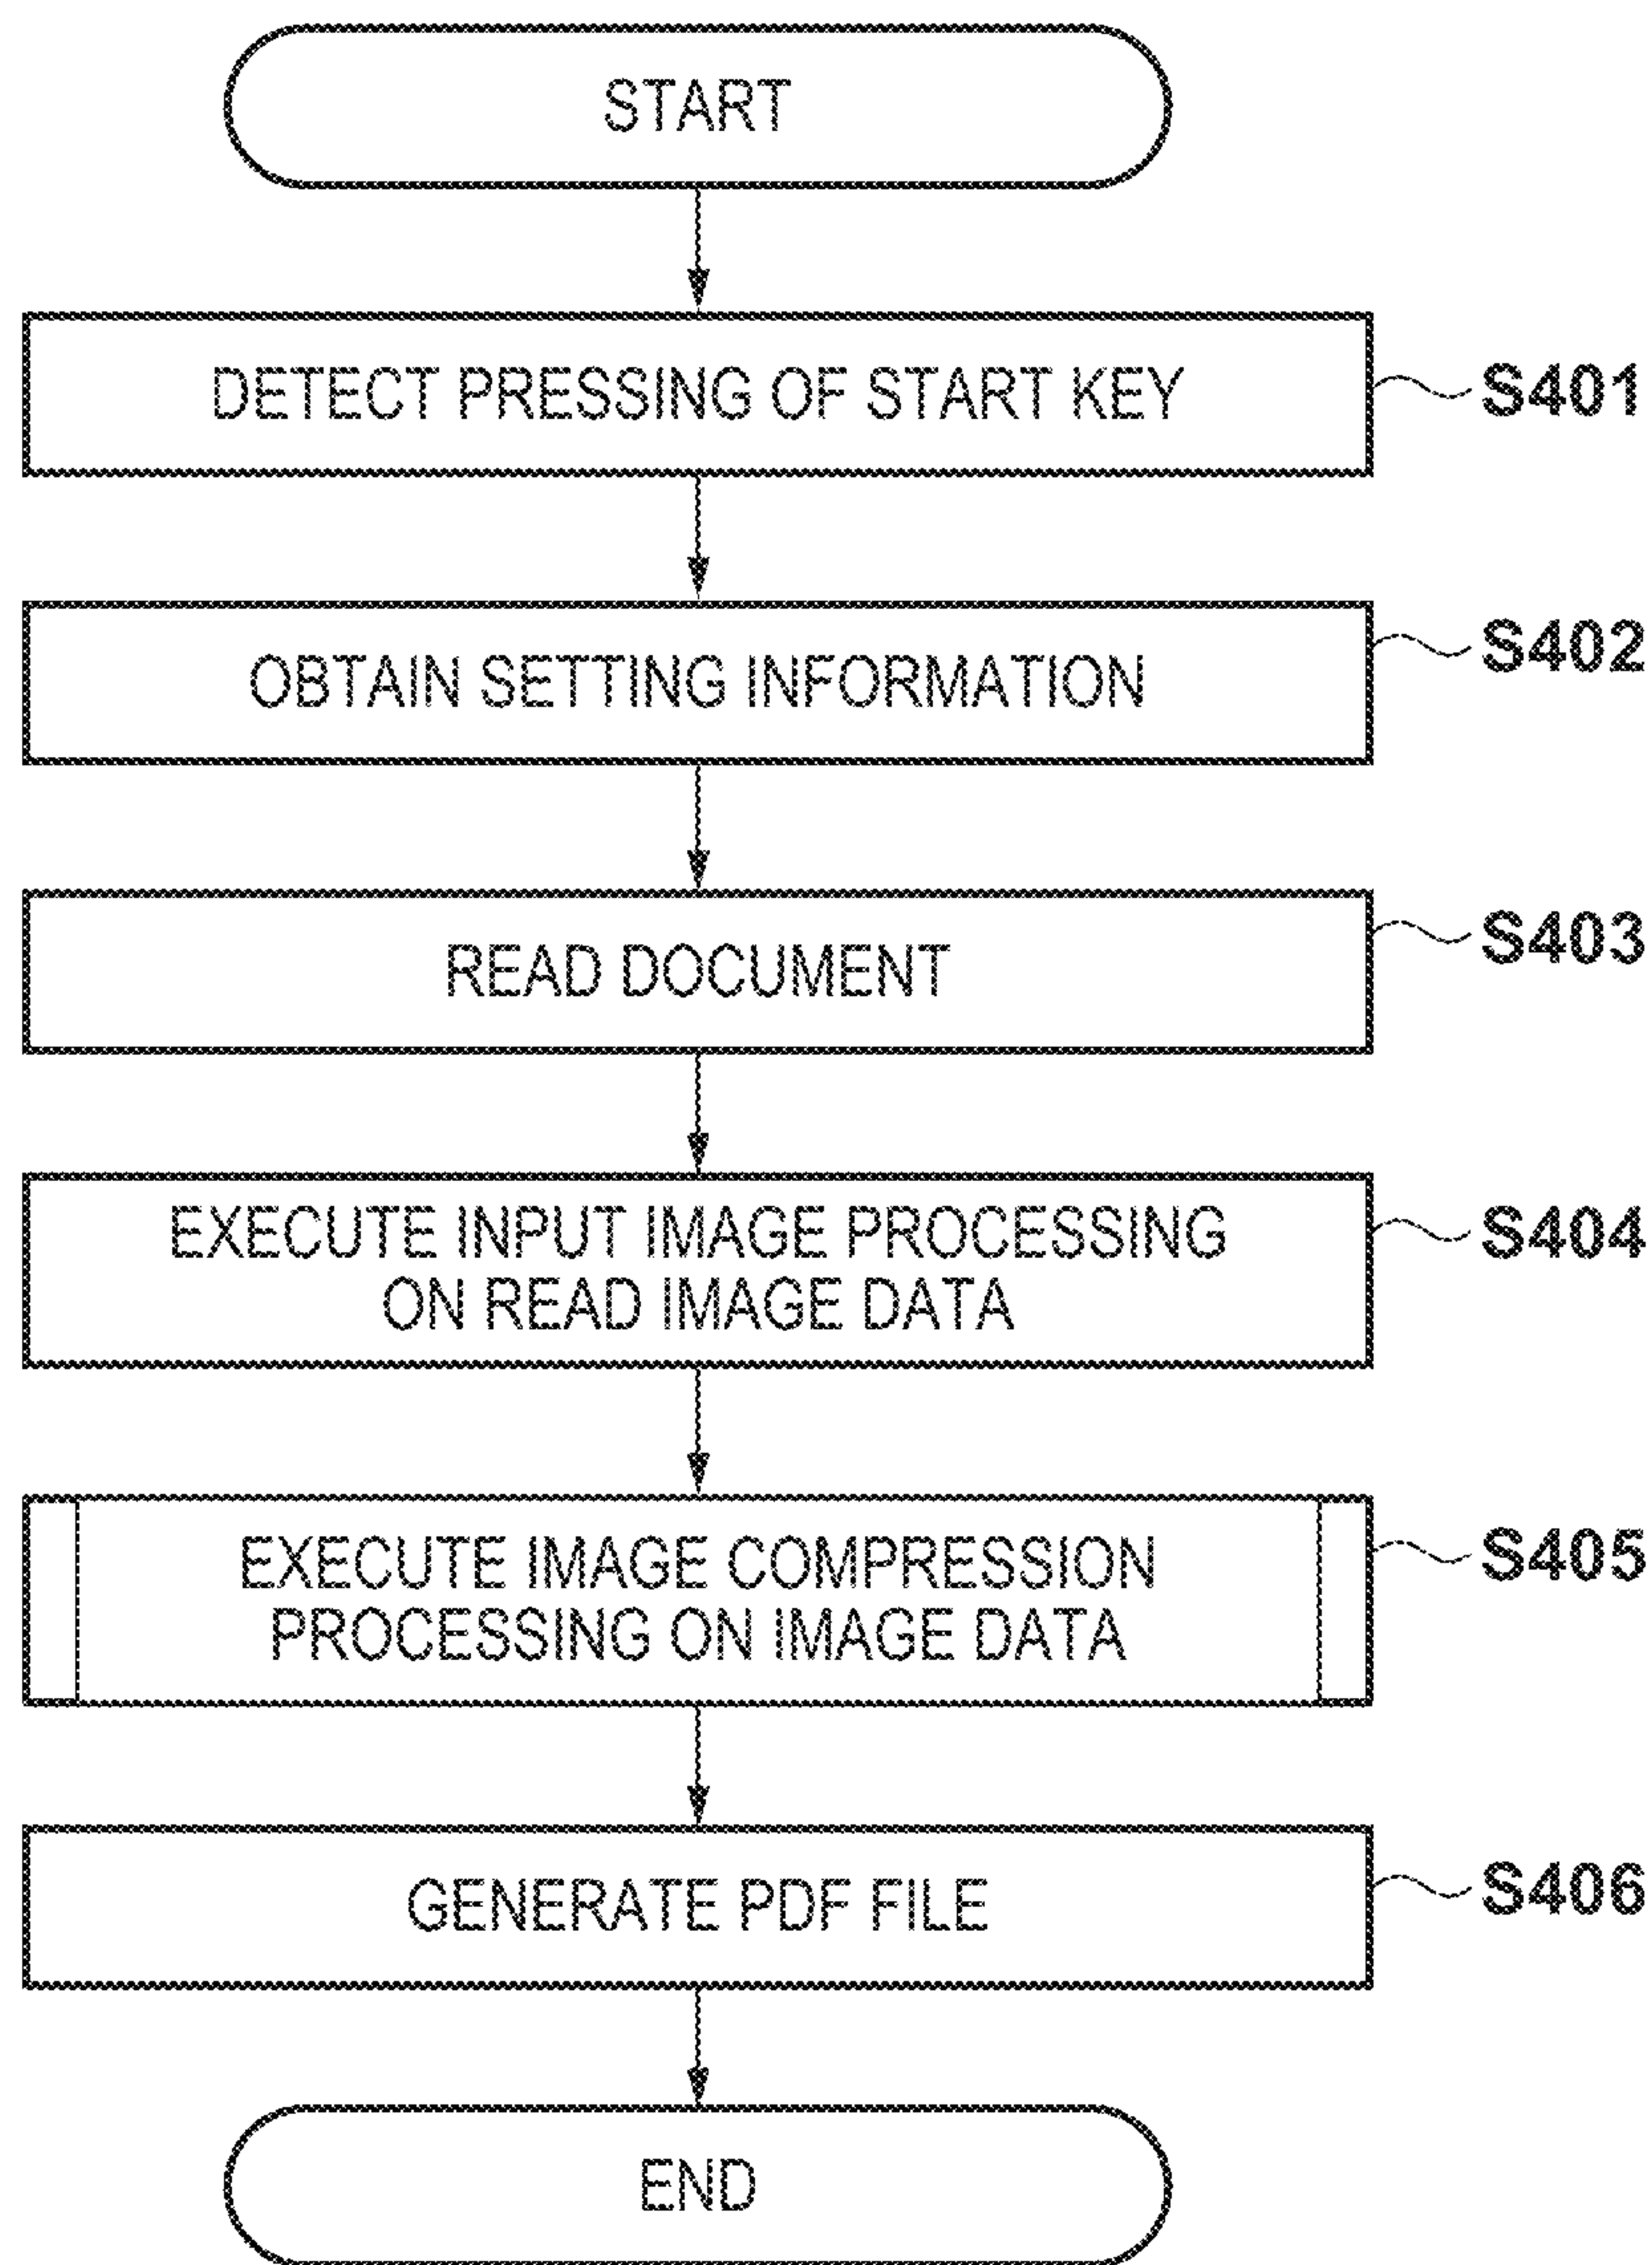 START
DETECT PRESSING OF START KEY
S401
OBTAIN SETTING INFORMATION
S402
READ DOCUMENT
S403
EXECUTE INPUT IMAGE PROCESSING
ON READ IMAGE DATA
S404
EXECUTE IMAGE COMPRESSION
PROCESSING ON IMAGE DATA
S405
GENERATE PDF FILE
S406
END